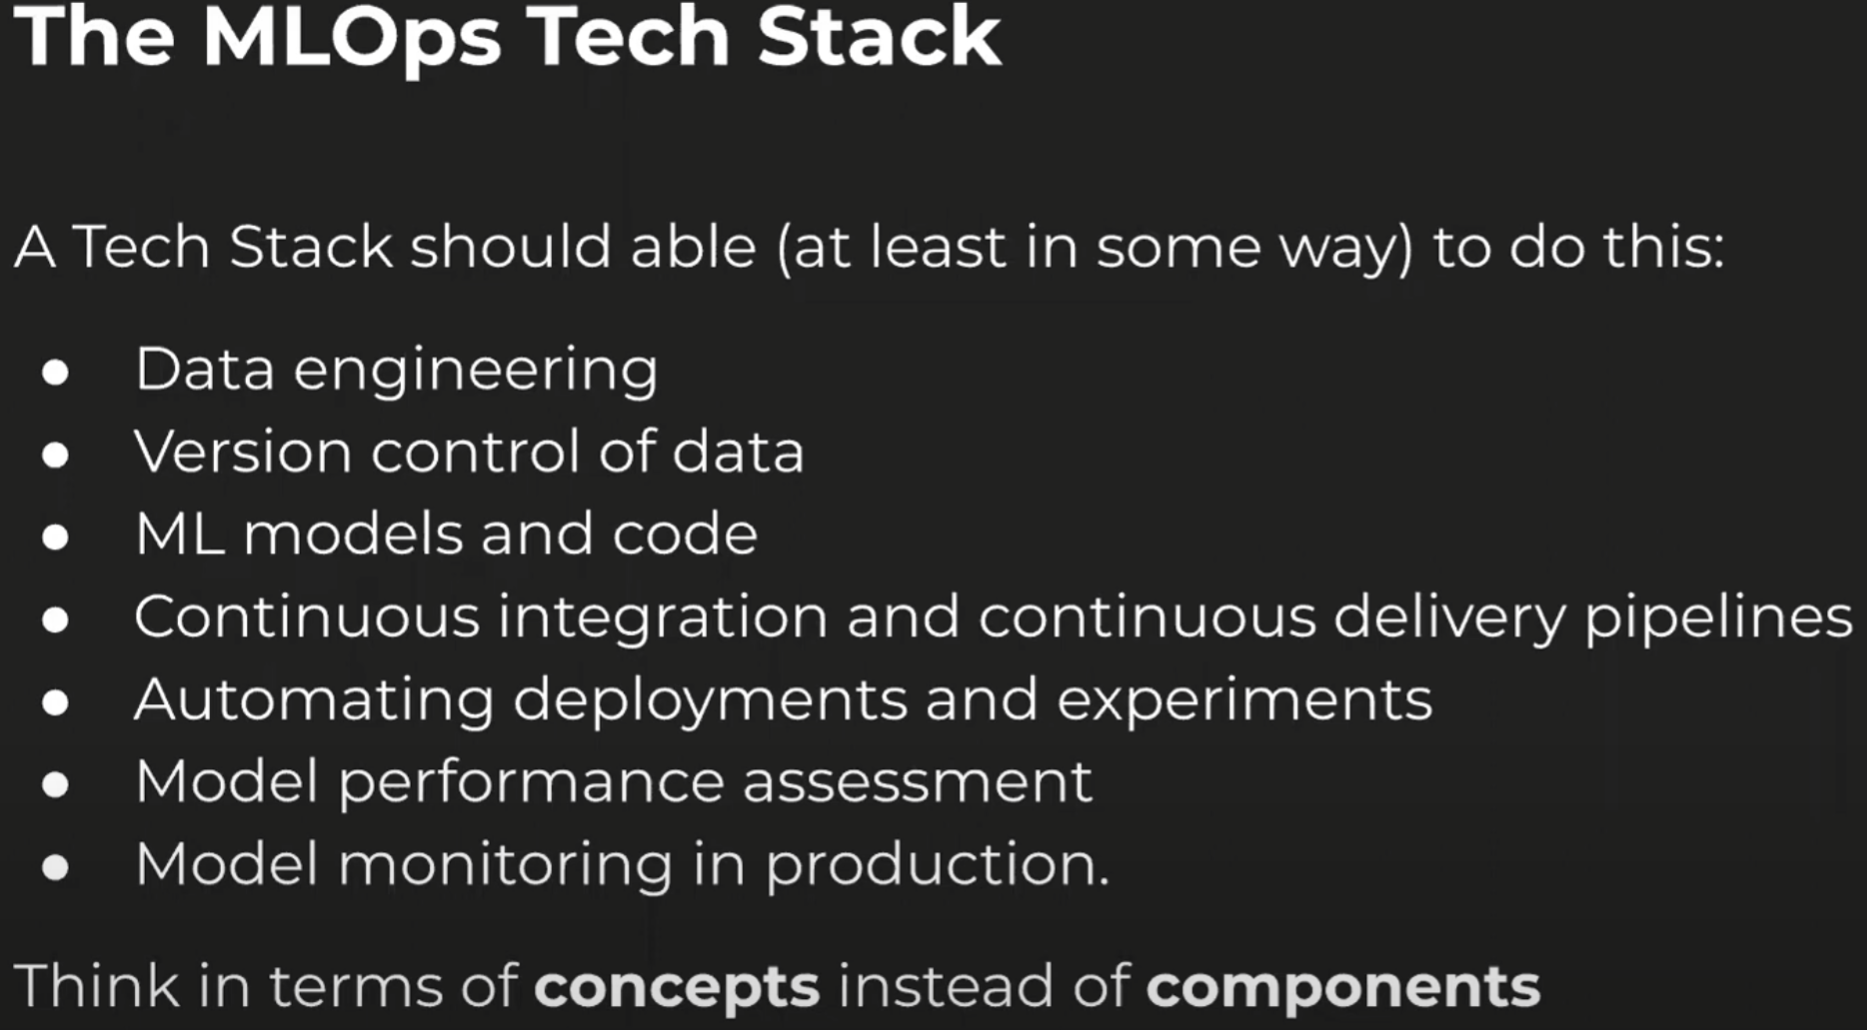 The MLOps Tech Stack
A Tech Stack should able (at least in some way) to do this:
● Data engineering
● Version control of data
● ML models and code
● Continuous integration and continuous delivery pipelines
● Automating deployments and experiments
● Model performance assessment
● Model monitoring in production.
Think in terms of concepts instead of components